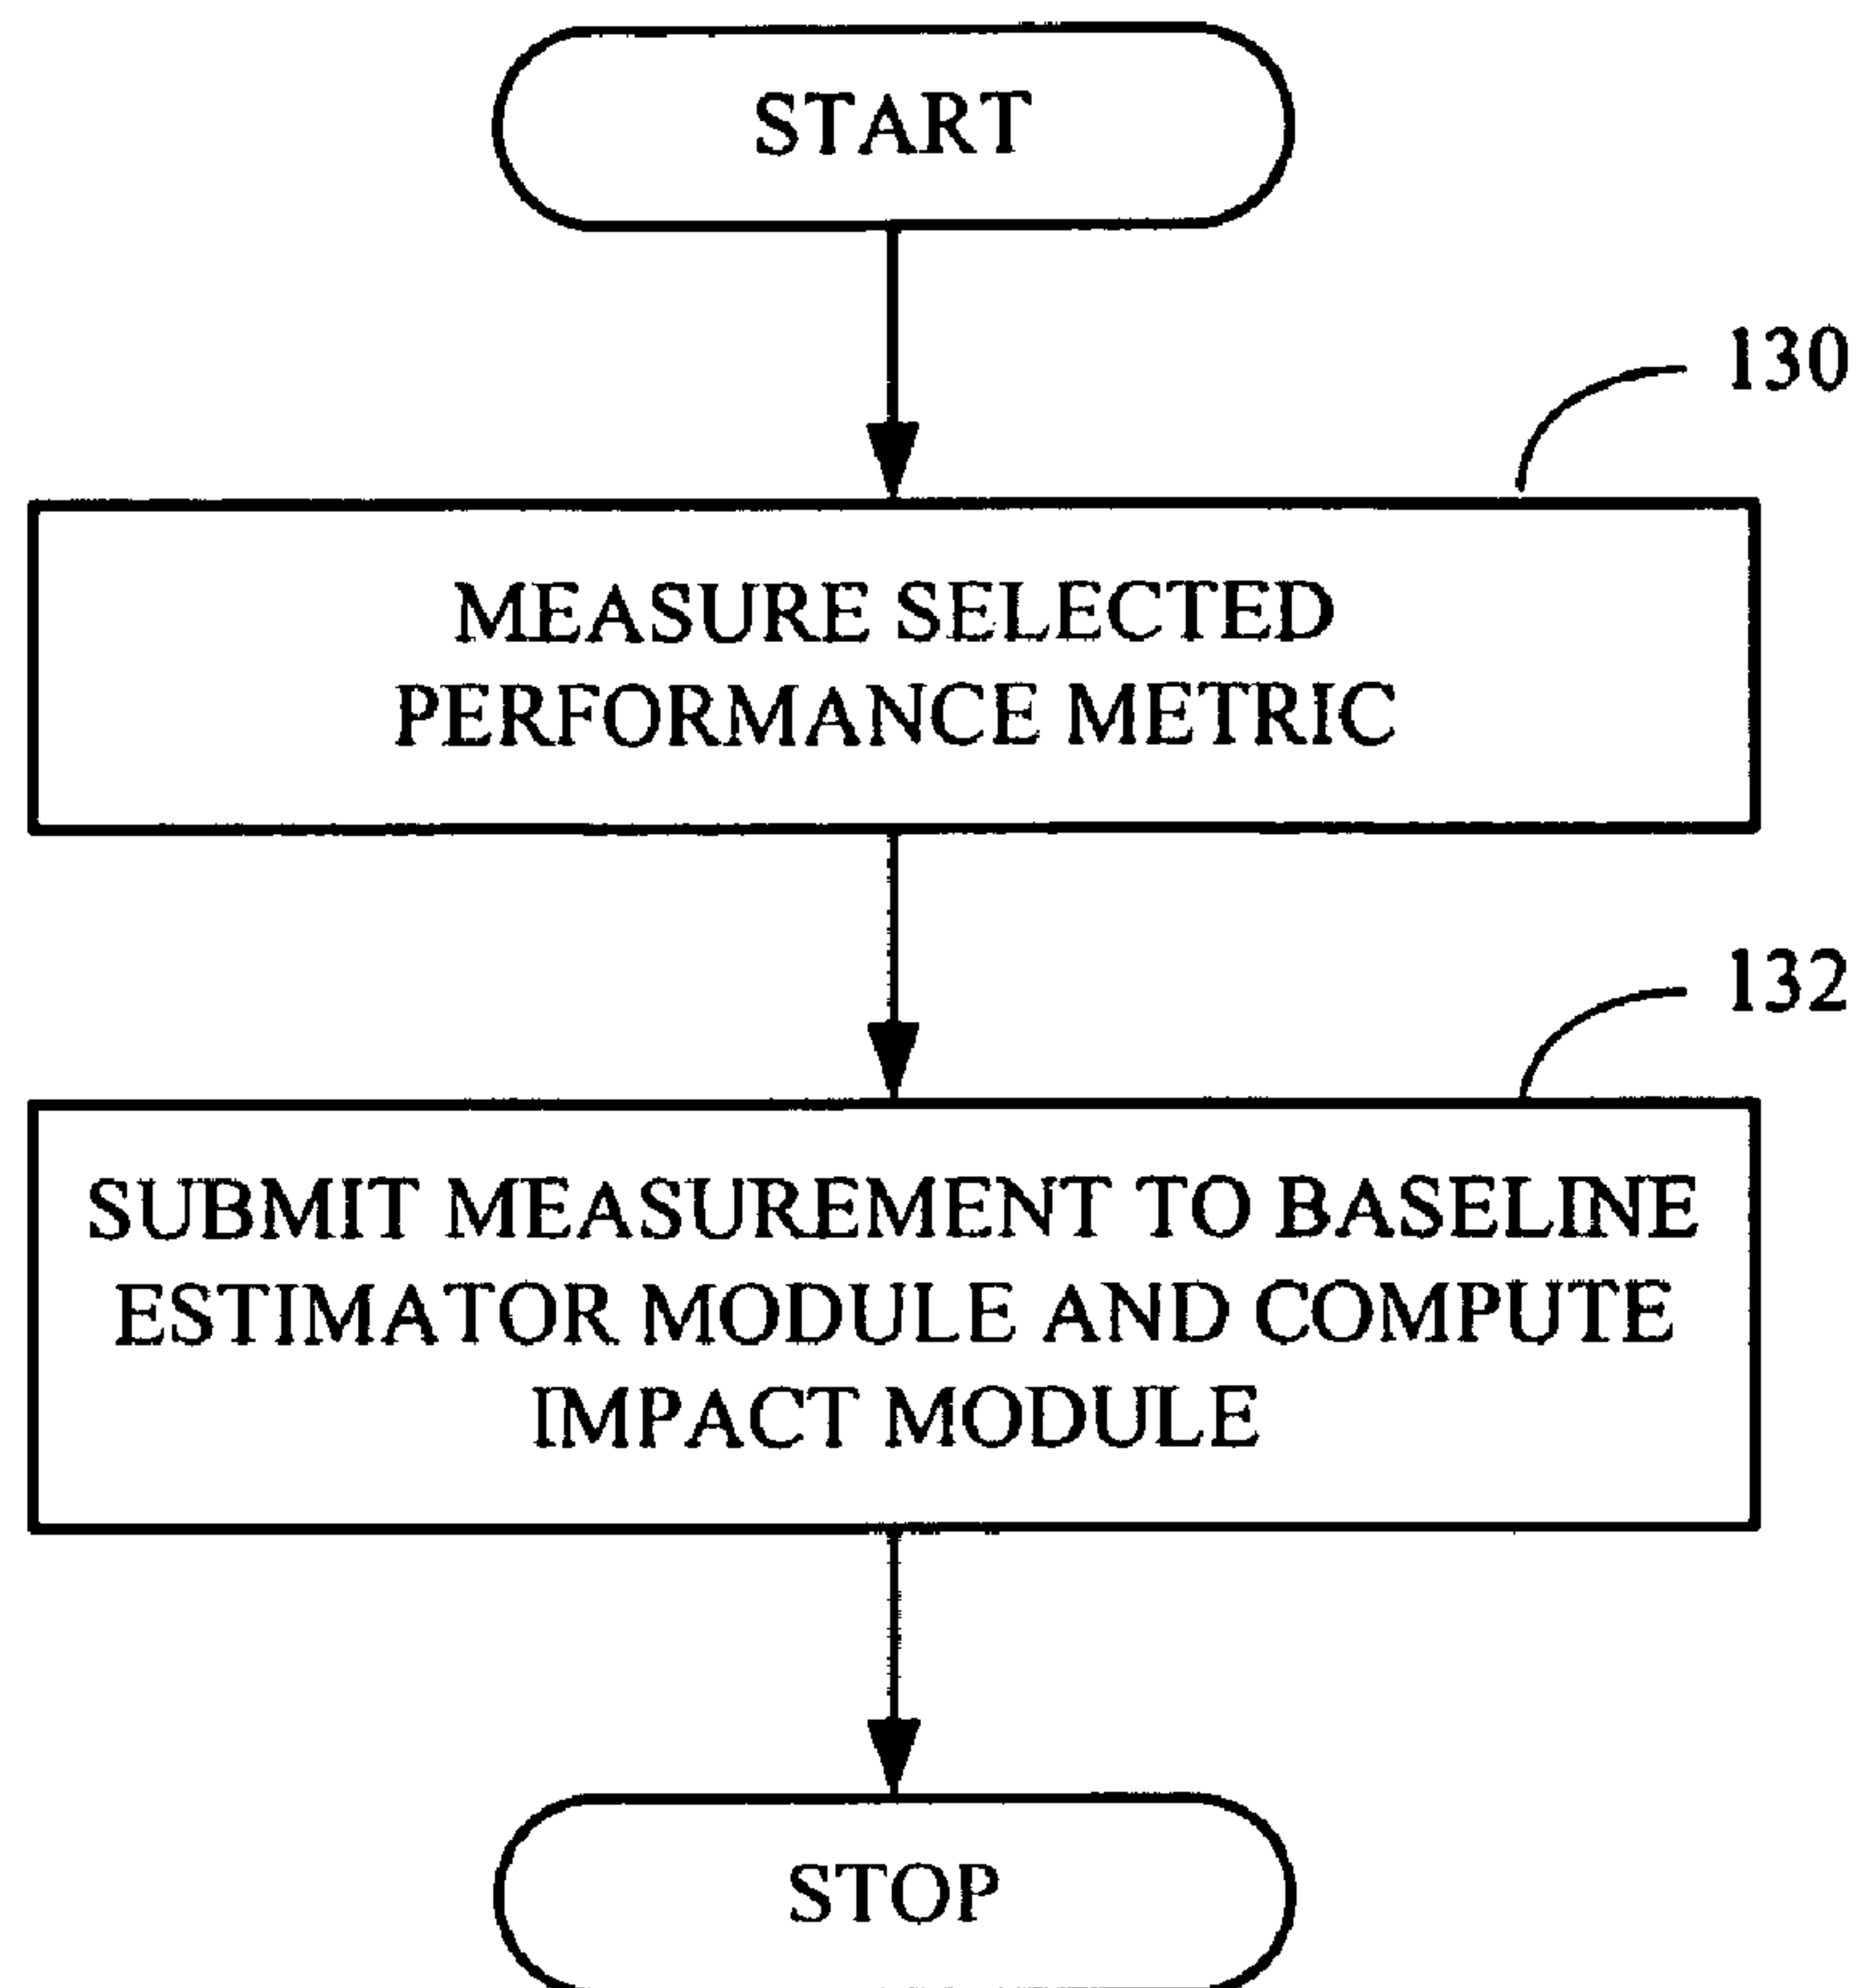 START
130
MEASURE SELECTED
PERFORMANCE METRIC
132
SUBMIT MEASUREMENT TO BASELINE
ESTIMATOR MODULE AND COMPUTE
IMPACT MODULE
STOP